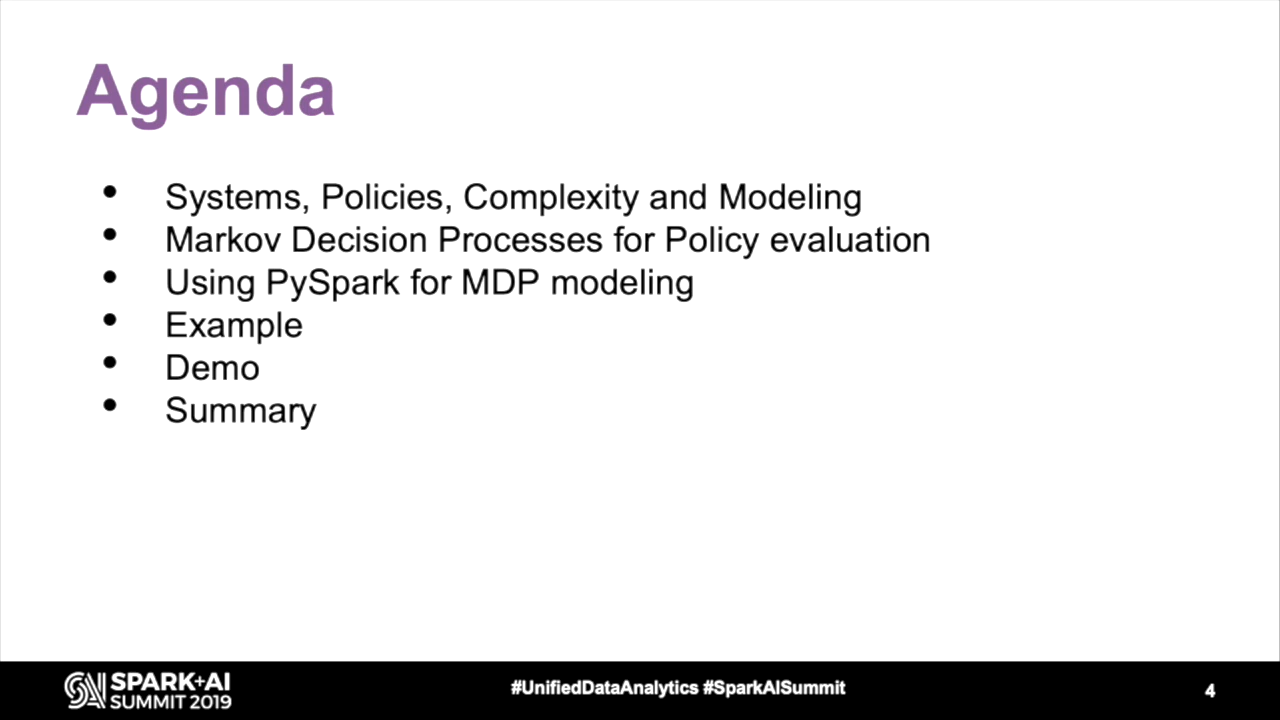 Agenda
• Systems, Policies, Complexity and Modeling
• Markov Decision Processes for Policy evaluation
• Using PySpark for MDP modeling
• Example
• Demo
• Summary
SPARK+AI
SUMMIT 2019
#UnifiedDataAnalytics #SparkAISummit
4